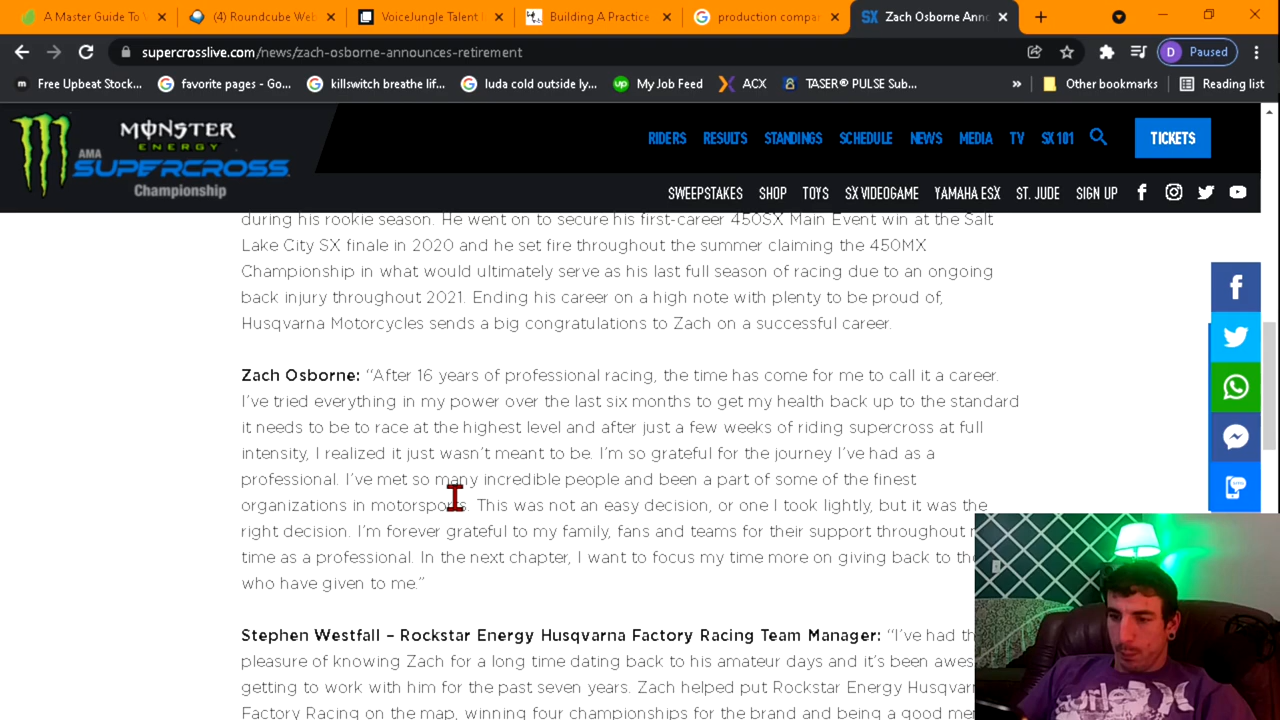 A Master Guide To V
(4) Roundcube Web
VoiceJungle Talent
Building A Practice
production compa
SX Zach Osborne Anno
supercrosslive.com/news/zach-osborne-announces-retirement
D Paused
m Free Upbeat Stock...
favorite pages - Go...
killswitch breathe lif...
luda cold outside ly...
up My Job Feed
ACX
TASER® PULSE Sub...
» Other bookmarks
Reading list
MONSTER ENERGY
AMA SUPERCROSS
Championship
RIDERS RESULTS STANDINGS SCHEDULE NEWS MEDIA TV SX 101 TICKETS
SWEEPSTAKES SHOP TOYS SX VIDEOGAME YAMAHA ESX ST. JUDE SIGN UP
during his rookie season. He went on to secure his first-career 450SX Main Event win at the Salt
Lake City SX finale in 2020 and he set fire throughout the summer claiming the 450MX
Championship in what would ultimately serve as his last full season of racing due to an ongoing
back injury throughout 2021. Ending his career on a high note with plenty to be proud of,
Husqvarna Motorcycles sends a big congratulations to Zach on a successful career.
Zach Osborne: “After 16 years of professional racing, the time has come for me to call it a career.
I’ve tried everything in my power over the last six months to get my health back up to the standard
it needs to be to race at the highest level and after just a few weeks of riding supercross at full
intensity, I realized it just wasn’t meant to be. I’m so grateful for the journey I’ve had as a
professional. I’ve met so many incredible people and been a part of some of the finest
organizations in motorsports. This was not an easy decision, or one I took lightly, but it was the
right decision. I’m forever grateful to my family, fans and teams for their support throughout
time as a professional. In the next chapter, I want to focus my time more on giving back to
who have given to me.”
Stephen Westfall – Rockstar Energy Husqvarna Factory Racing Team Manager: “I’ve had
pleasure of knowing Zach for a long time dating back to his amateur days and it’s been
getting to work with him for the past seven years. Zach helped put Rockstar Energy
Factory Racing on the map, winning four championships for the brand and being a good